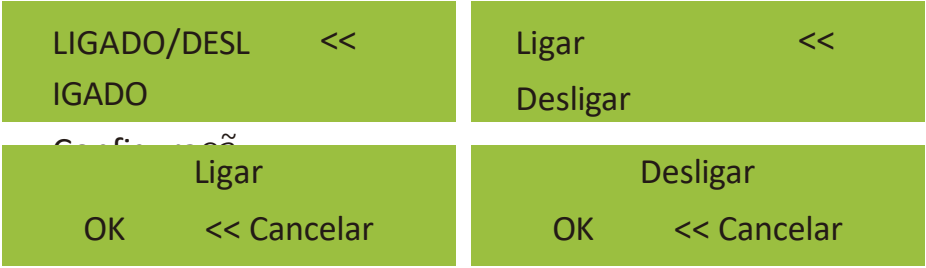 LIGADO/DESL <<
IGADO
Ligar <<
Desligar
Ligar
OK << Cancelar
Desligar
OK << Cancelar